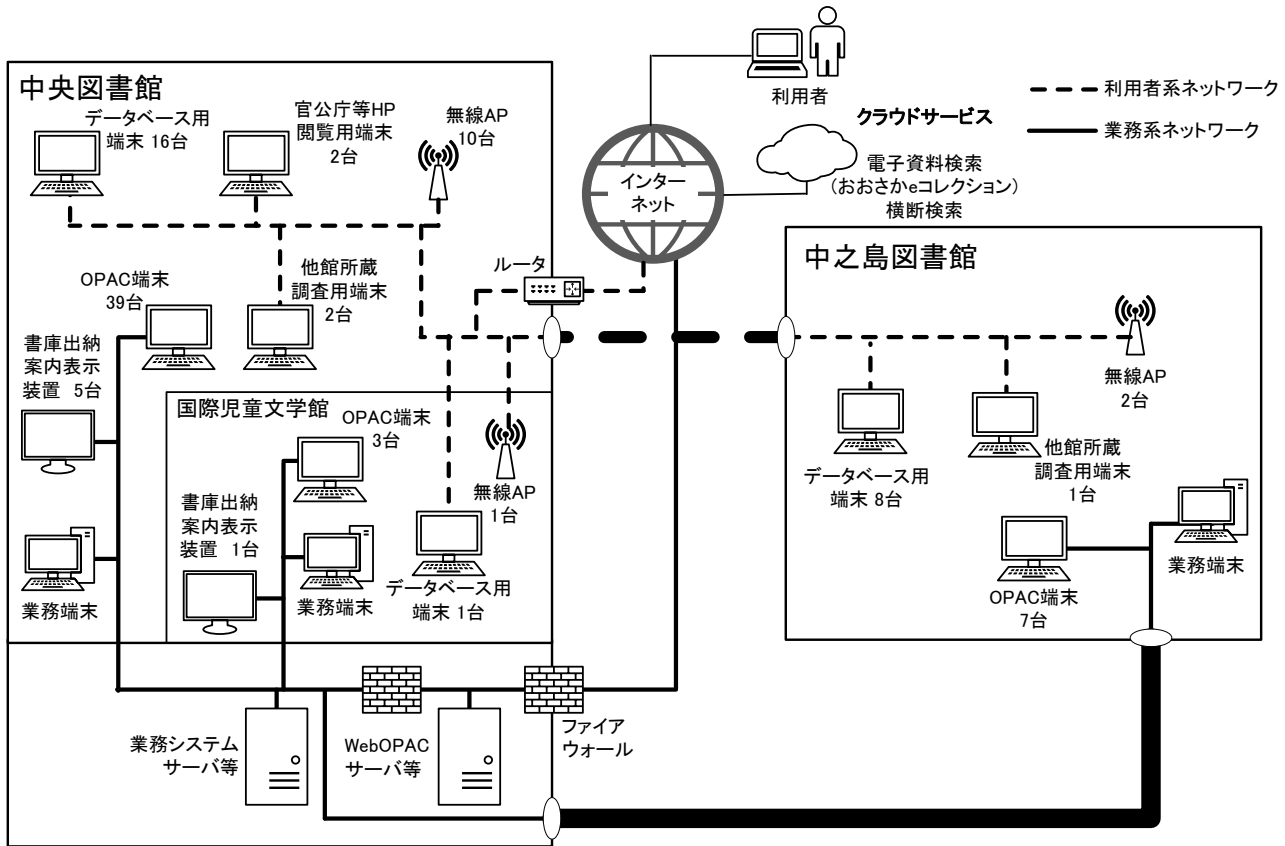 中央図書館
データベース用
端末 16台
官公庁等HP
閲覧用端末
2台
無線AP
10台
OPAC端末
39台
他館所蔵
調査用端末
2台
書庫出納
案内表示
装置 5台
業務端末
国際児童文学館
OPAC端末
3台
無線AP
1台
書庫出納
案内表示
装置 1台
業務端末
データベース用
端末 1台
ルータ
業務システム
サーバ等
WebOPAC
サーバ等
ファイア
ウォール
インター
ネット
利用者
クラウドサービス
電子資料検索
(おおさかeコレクション)
横断検索
利用者系ネットワーク
業務系ネットワーク
中之島図書館
無線AP
2台
データベース用
端末 8台
他館所蔵
調査用端末
1台
OPAC端末
7台
業務端末